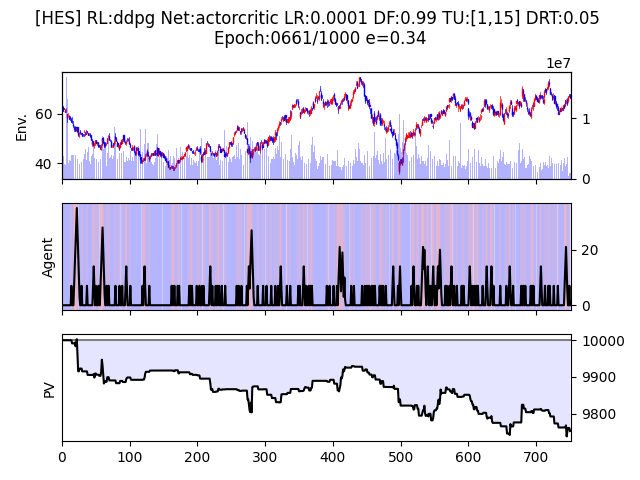 [HES] RL:ddpg Net:actorcritic LR:0.0001 DF:0.99 TU:[1,15] DRT:0.05
Epoch:0661/1000 e=0.34
1e7
Env.
60
40
1
0
Agent
20
0
PV
10000
9900
9800
0 100 200 300 400 500 600 700